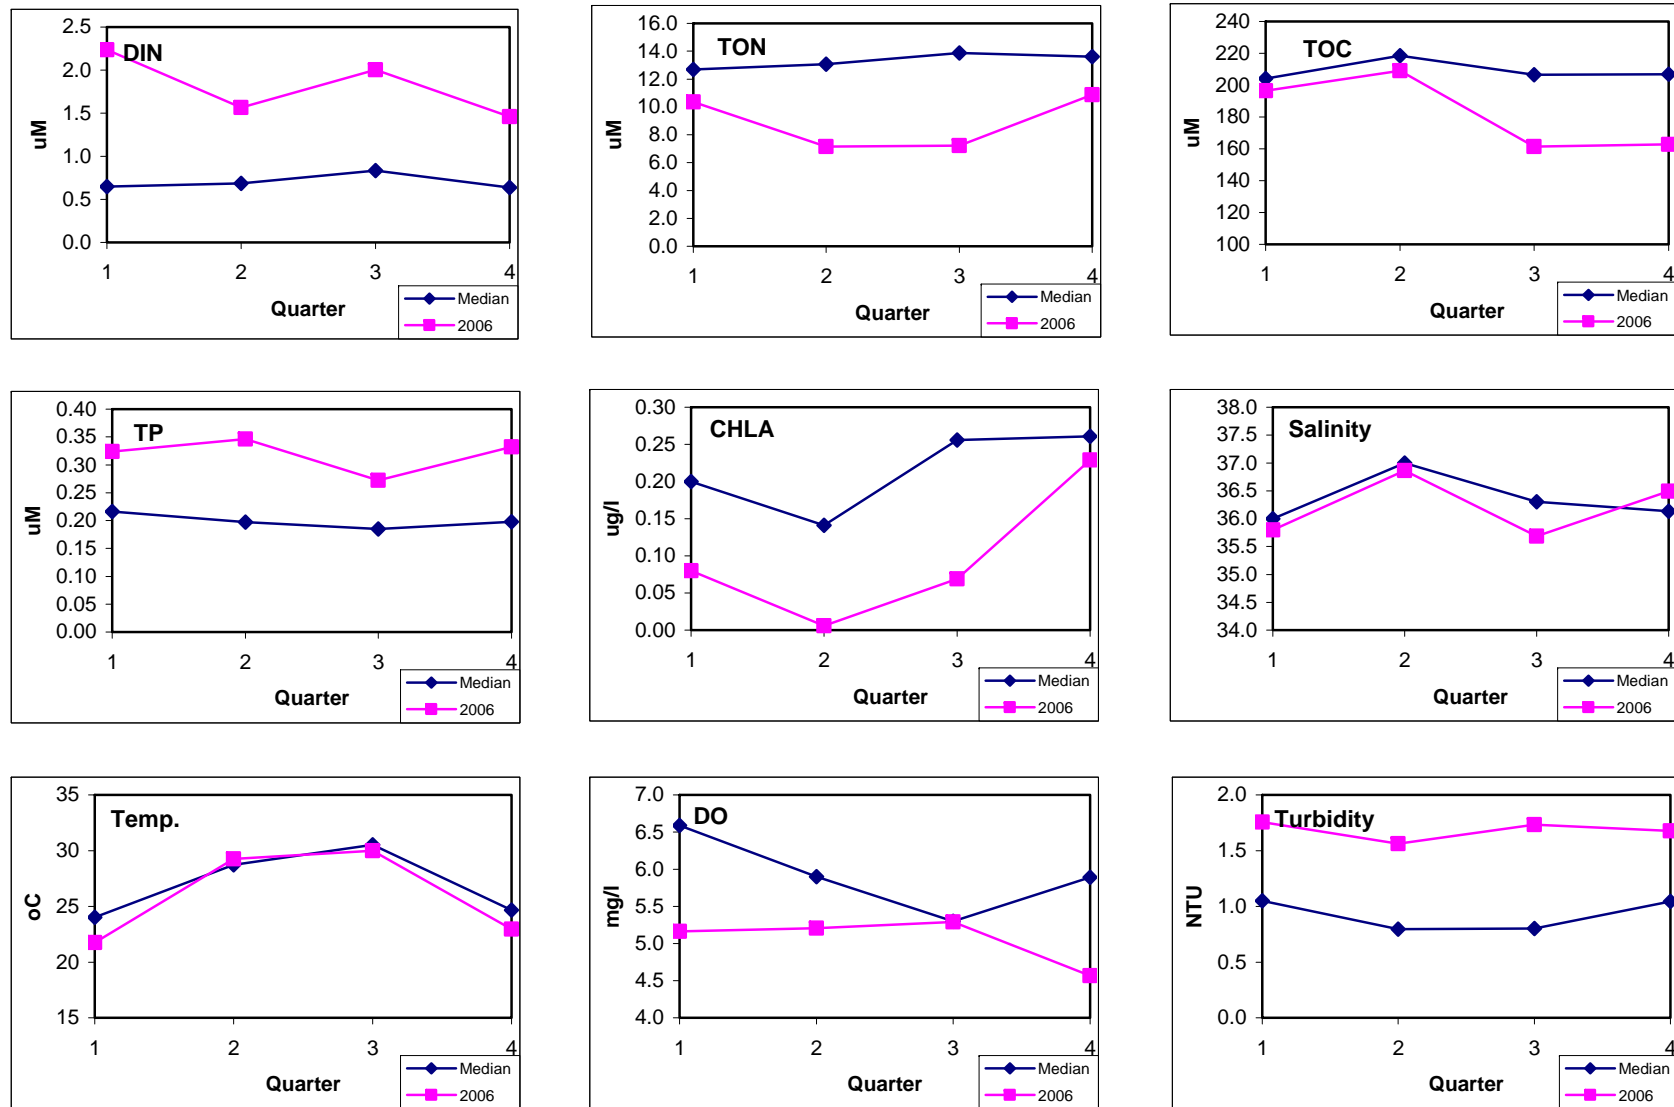 DIN
2.5
2.0
1.5
1.0
0.5
0.0
uM
1 2 3 4
Quarter
Median
2006
TON
16.0
14.0
12.0
10.0
8.0
6.0
4.0
2.0
0.0
uM
1 2 3 4
Quarter
Median
2006
TOC
240
220
200
180
160
140
120
100
uM
1 2 3 4
Quarter
Median
2006
TP
0.40
0.35
0.30
0.25
0.20
0.15
0.10
0.05
0.00
uM
1 2 3 4
Quarter
Median
2006
CHLA
0.30
0.25
0.20
0.15
0.10
0.05
0.00
ug/l
1 2 3 4
Quarter
Median
2006
Salinity
38.0
37.5
37.0
36.5
36.0
35.5
35.0
34.5
34.0
1 2 3 4
Quarter
Median
2006
Temp.
35
30
25
20
15
oC
1 2 3 4
Quarter
Median
2006
DO
7.0
6.5
6.0
5.5
5.0
4.5
4.0
mg/l
1 2 3 4
Quarter
Median
2006
Turbidity
2.0
1.5
1.0
0.5
0.0
NTU
1 2 3 4
Quarter
Median
2006